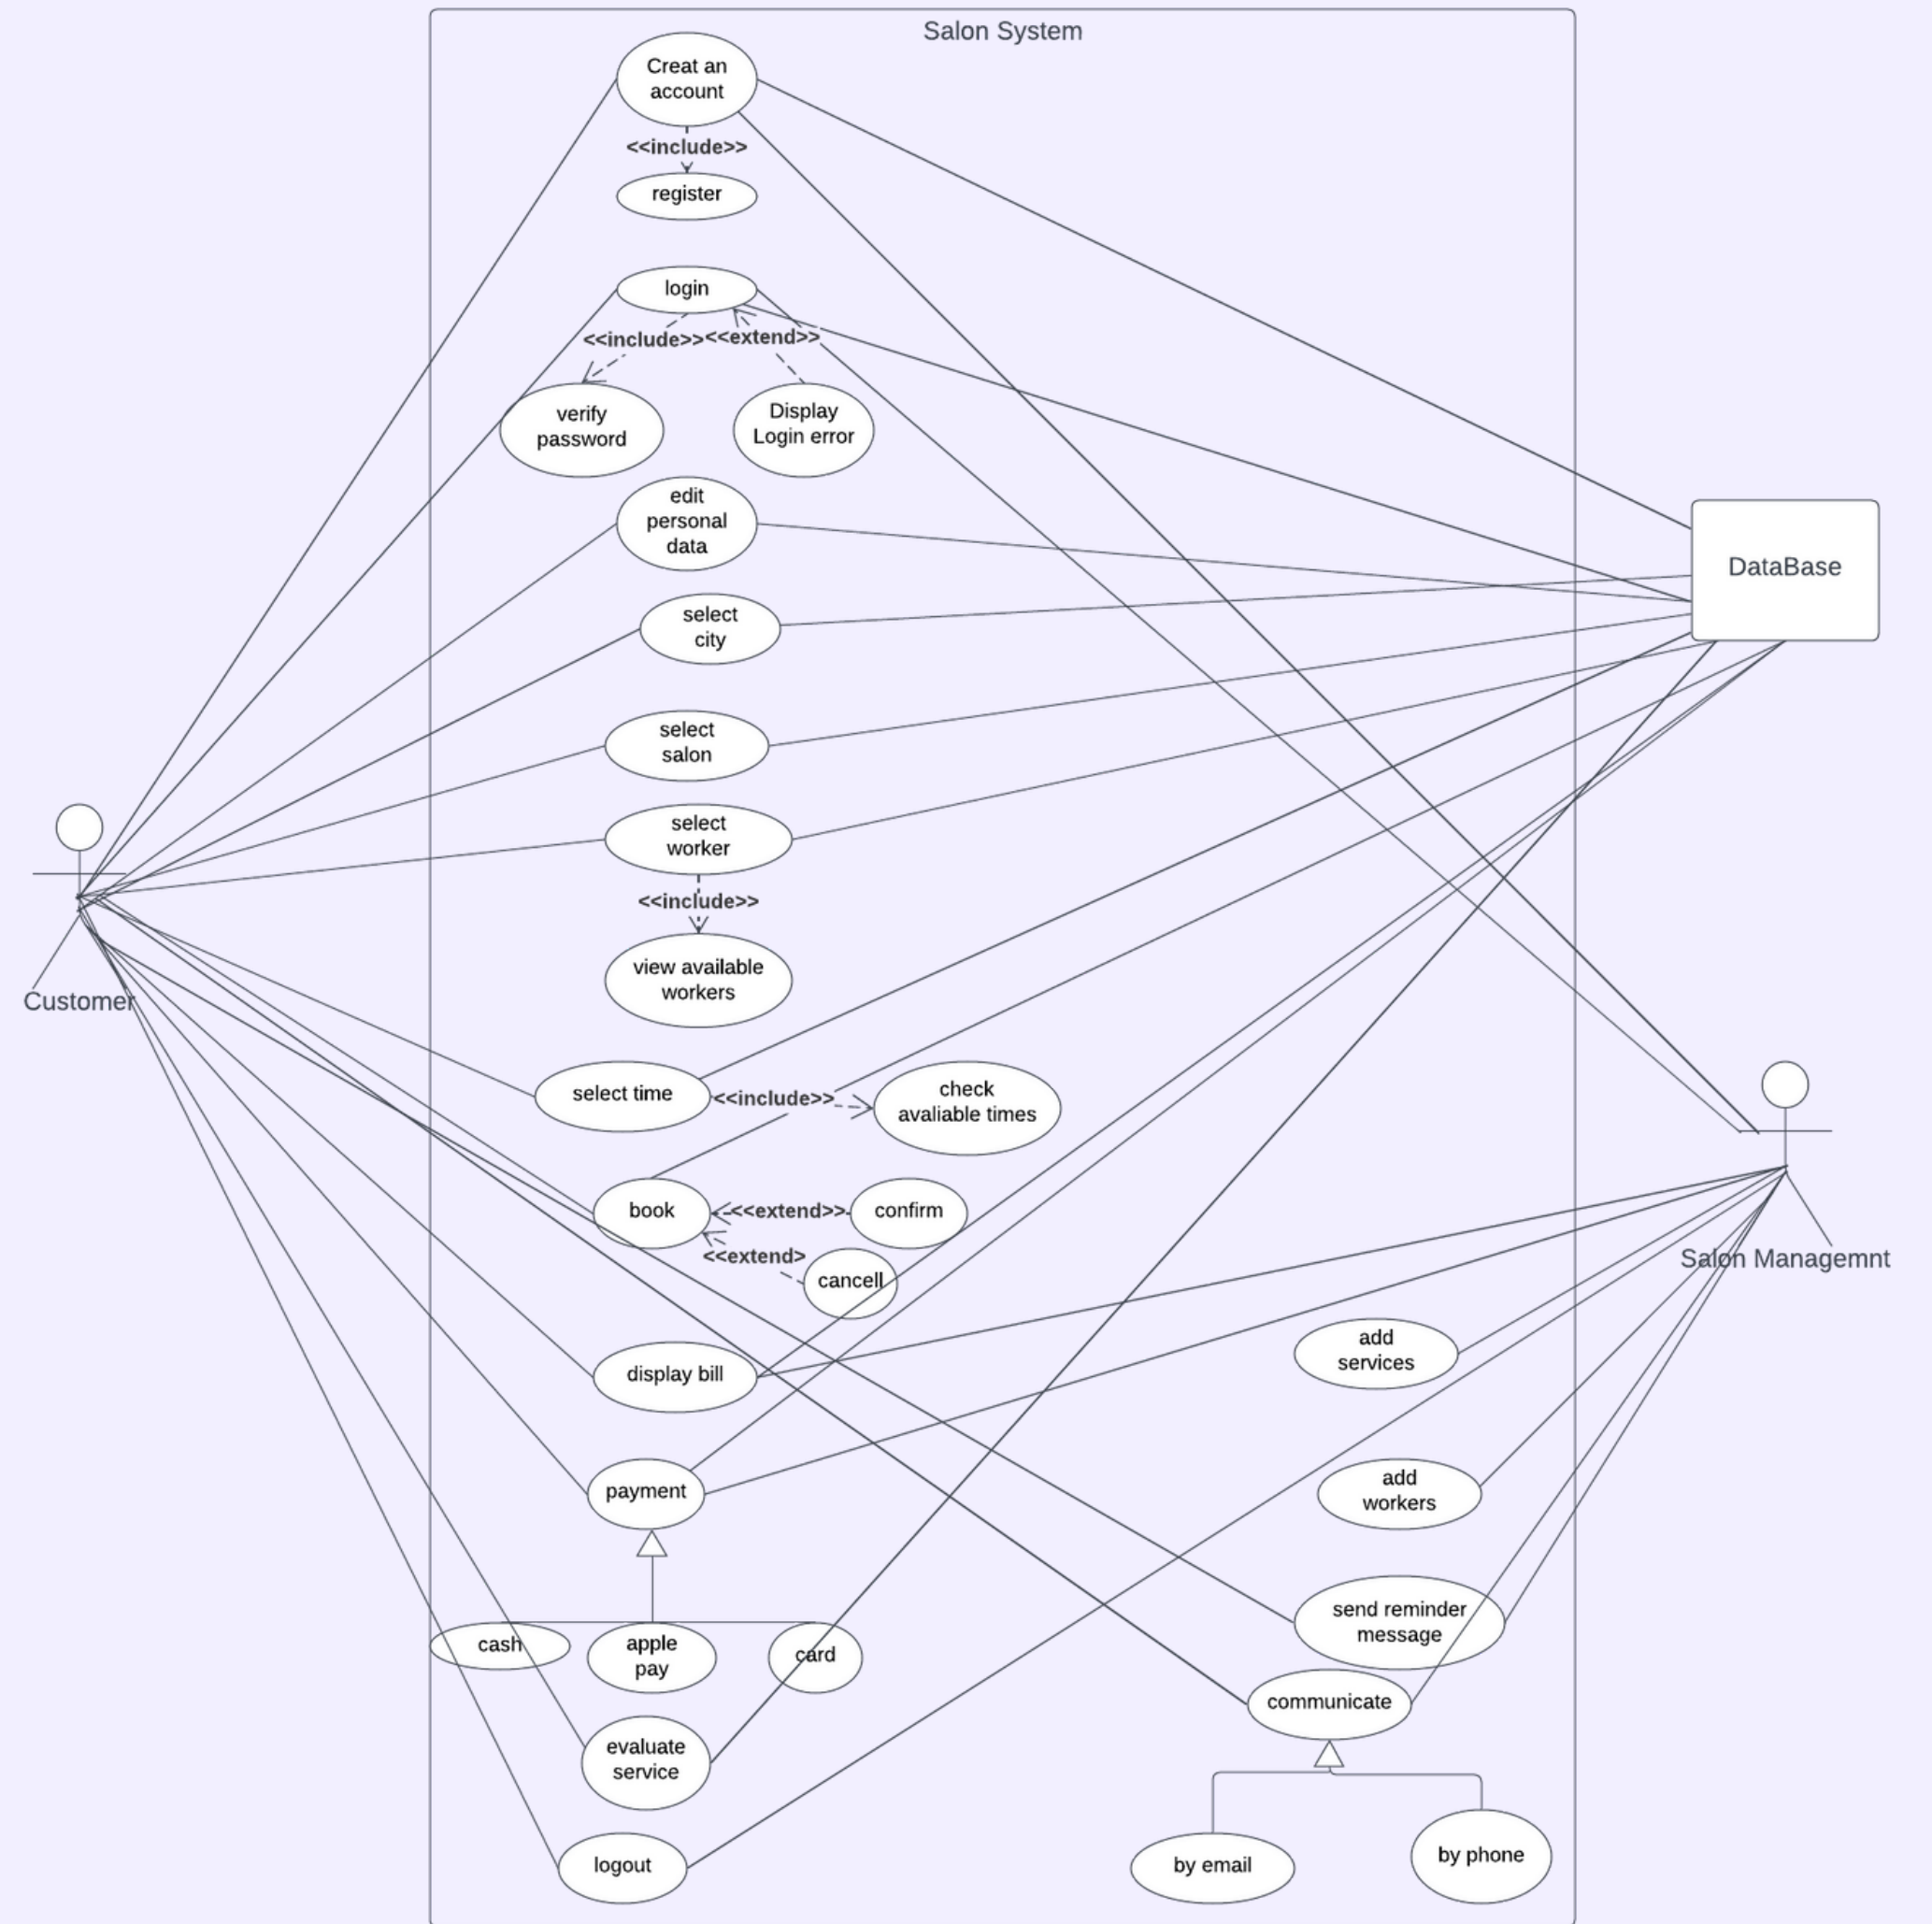 Salon System
Creat an
account
<<include>>
register
login
<<include>>
<<extend>>
verify
password
Display
Login error
edit
personal
data
DataBase
select
city
select
salon
select
worker
<<include>>
view available
workers
Customer
select time
<<include>>
check
avaliable times
book
<<extend>>
confirm
<<extend>
cancell
Salon Managemnt
display bill
add
services
payment
add
workers
cash
apple
pay
card
send reminder
message
communicate
evaluate
service
logout
by email
by phone